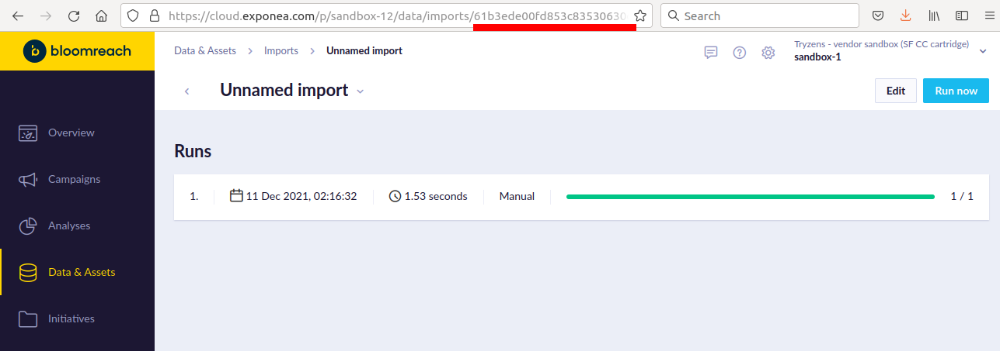 https://cloud.exponea.com/p/sandbox-12/data/imports/61b3ede00fd853c83530630
Search
bloomreach
Data & Assets > Imports > Unnamed import
Tryzens - vendor sandbox (SF CC cartridge)
sandbox-1
Unnamed import
Edit
Run now
Overview
Campaigns
Analyses
Data & Assets
Initiatives
Runs
1. 11 Dec 2021, 02:16:32 1.53 seconds Manual 1 / 1